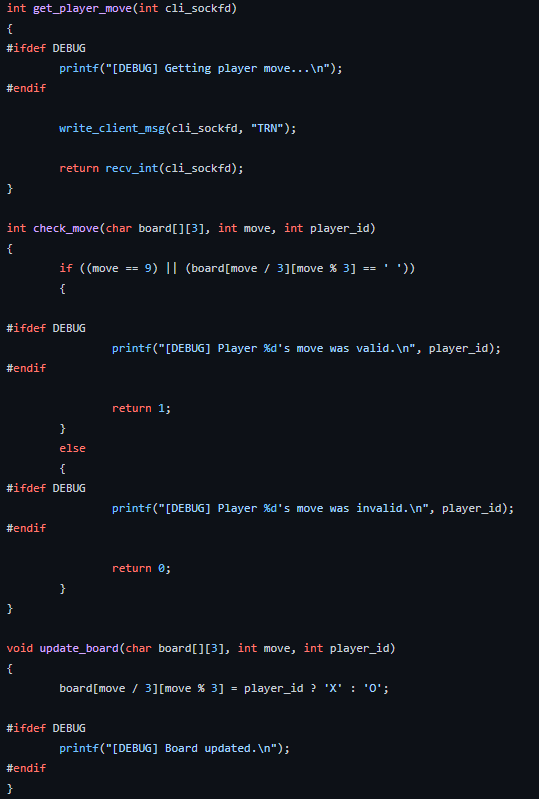 int get_player_move(int cli_sockfd)
{
#ifdef DEBUG
        printf("[DEBUG] Getting player move...\n");
#endif

        write_client_msg(cli_sockfd, "TRN");

        return recv_int(cli_sockfd);
}

int check_move(char board[][3], int move, int player_id)
{
        if ((move == 9) || (board[move / 3][move % 3] == ' '))
        {

#ifdef DEBUG
                printf("[DEBUG] Player %d's move was valid.\n", player_id);
#endif

                return 1;
        }
        else
        {
#ifdef DEBUG
                printf("[DEBUG] Player %d's move was invalid.\n", player_id);
#endif

                return 0;
        }
}

void update_board(char board[][3], int move, int player_id)
{
        board[move / 3][move % 3] = player_id ? 'X' : 'O';

#ifdef DEBUG
        printf("[DEBUG] Board updated.\n");
#endif
}